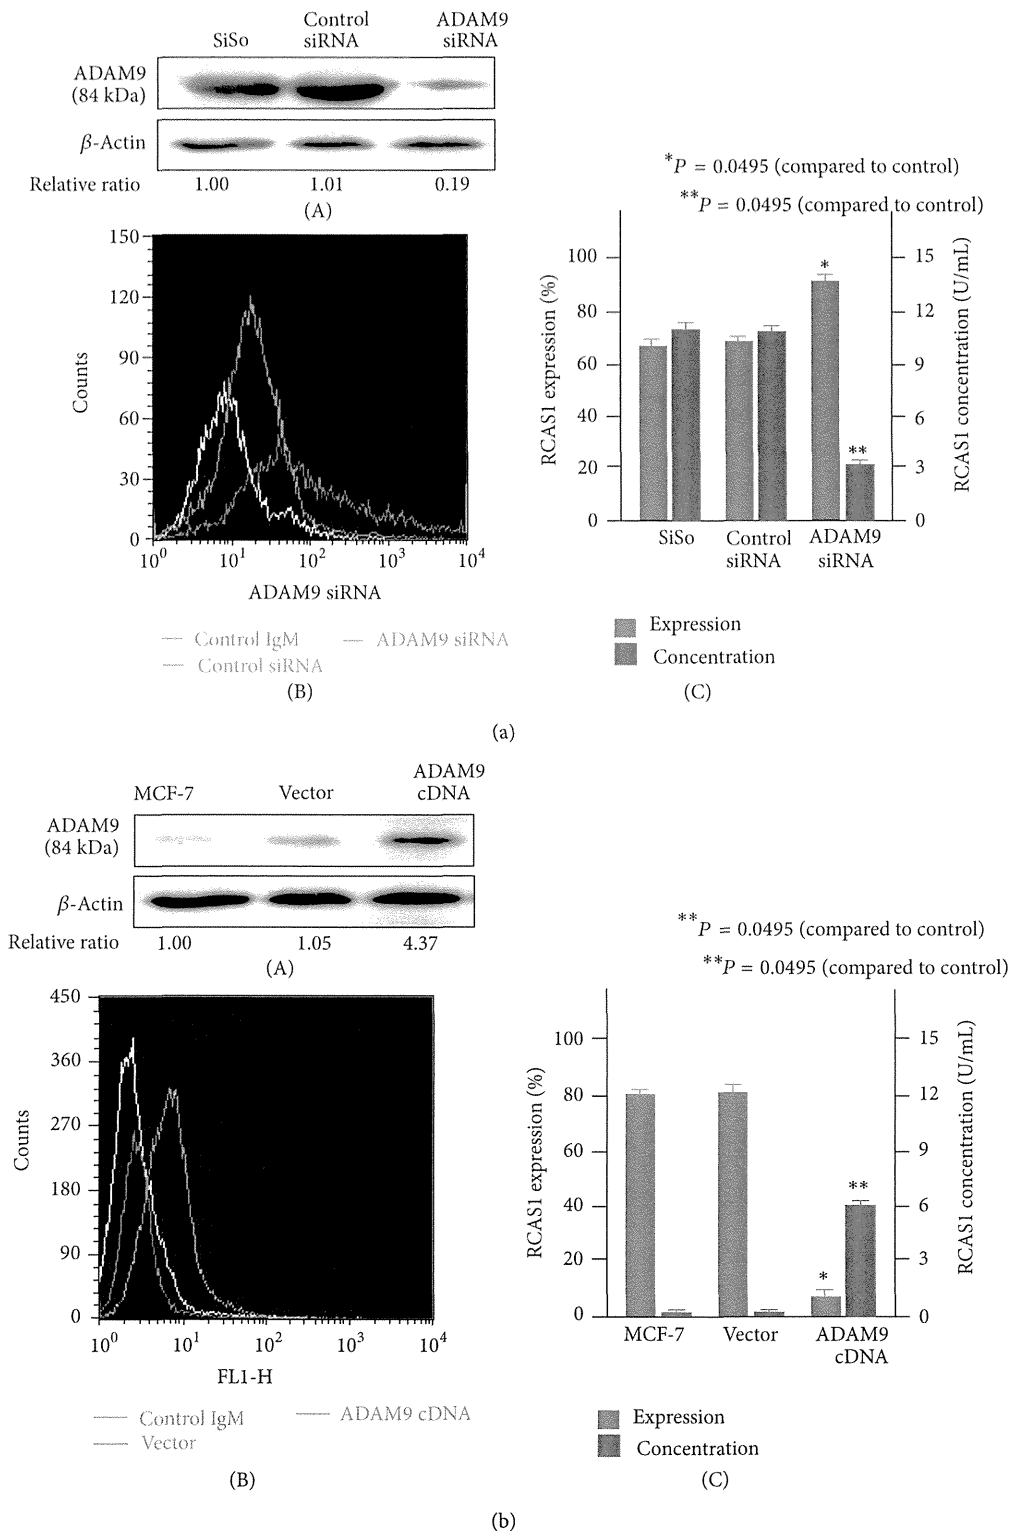 SiSo
Control
siRNA
ADAM9
siRNA
ADAM9
(84 kDa)
β-Actin
Relative ratio 1.00 1.01 0.19
(A)
150
120
90
60
30
0
Counts
10^0 10^1 10^2 10^3 10^4
ADAM9 siRNA
Control IgM
ADAM9 siRNA
Control siRNA
(B)
*P = 0.0495 (compared to control)
**P = 0.0495 (compared to control)
RCAS1 expression (%)
100
80
60
40
20
0
*
**
15
12
9
6
3
0
RCAS1 concentration (U/mL)
SiSo
Control
siRNA
ADAM9
siRNA
Expression
Concentration
(C)
(a)
MCF-7
Vector
ADAM9
cDNA
ADAM9
(84 kDa)
β-Actin
Relative ratio 1.00 1.05 4.37
(A)
450
360
270
180
90
0
Counts
10^0 10^1 10^2 10^3 10^4
FL1-H
Control IgM
ADAM9 cDNA
Vector
(B)
**P = 0.0495 (compared to control)
**P = 0.0495 (compared to control)
RCAS1 expression (%)
100
80
60
40
20
0
*
**
15
12
9
6
3
0
RCAS1 concentration (U/mL)
MCF-7
Vector
ADAM9
cDNA
Expression
Concentration
(C)
(b)